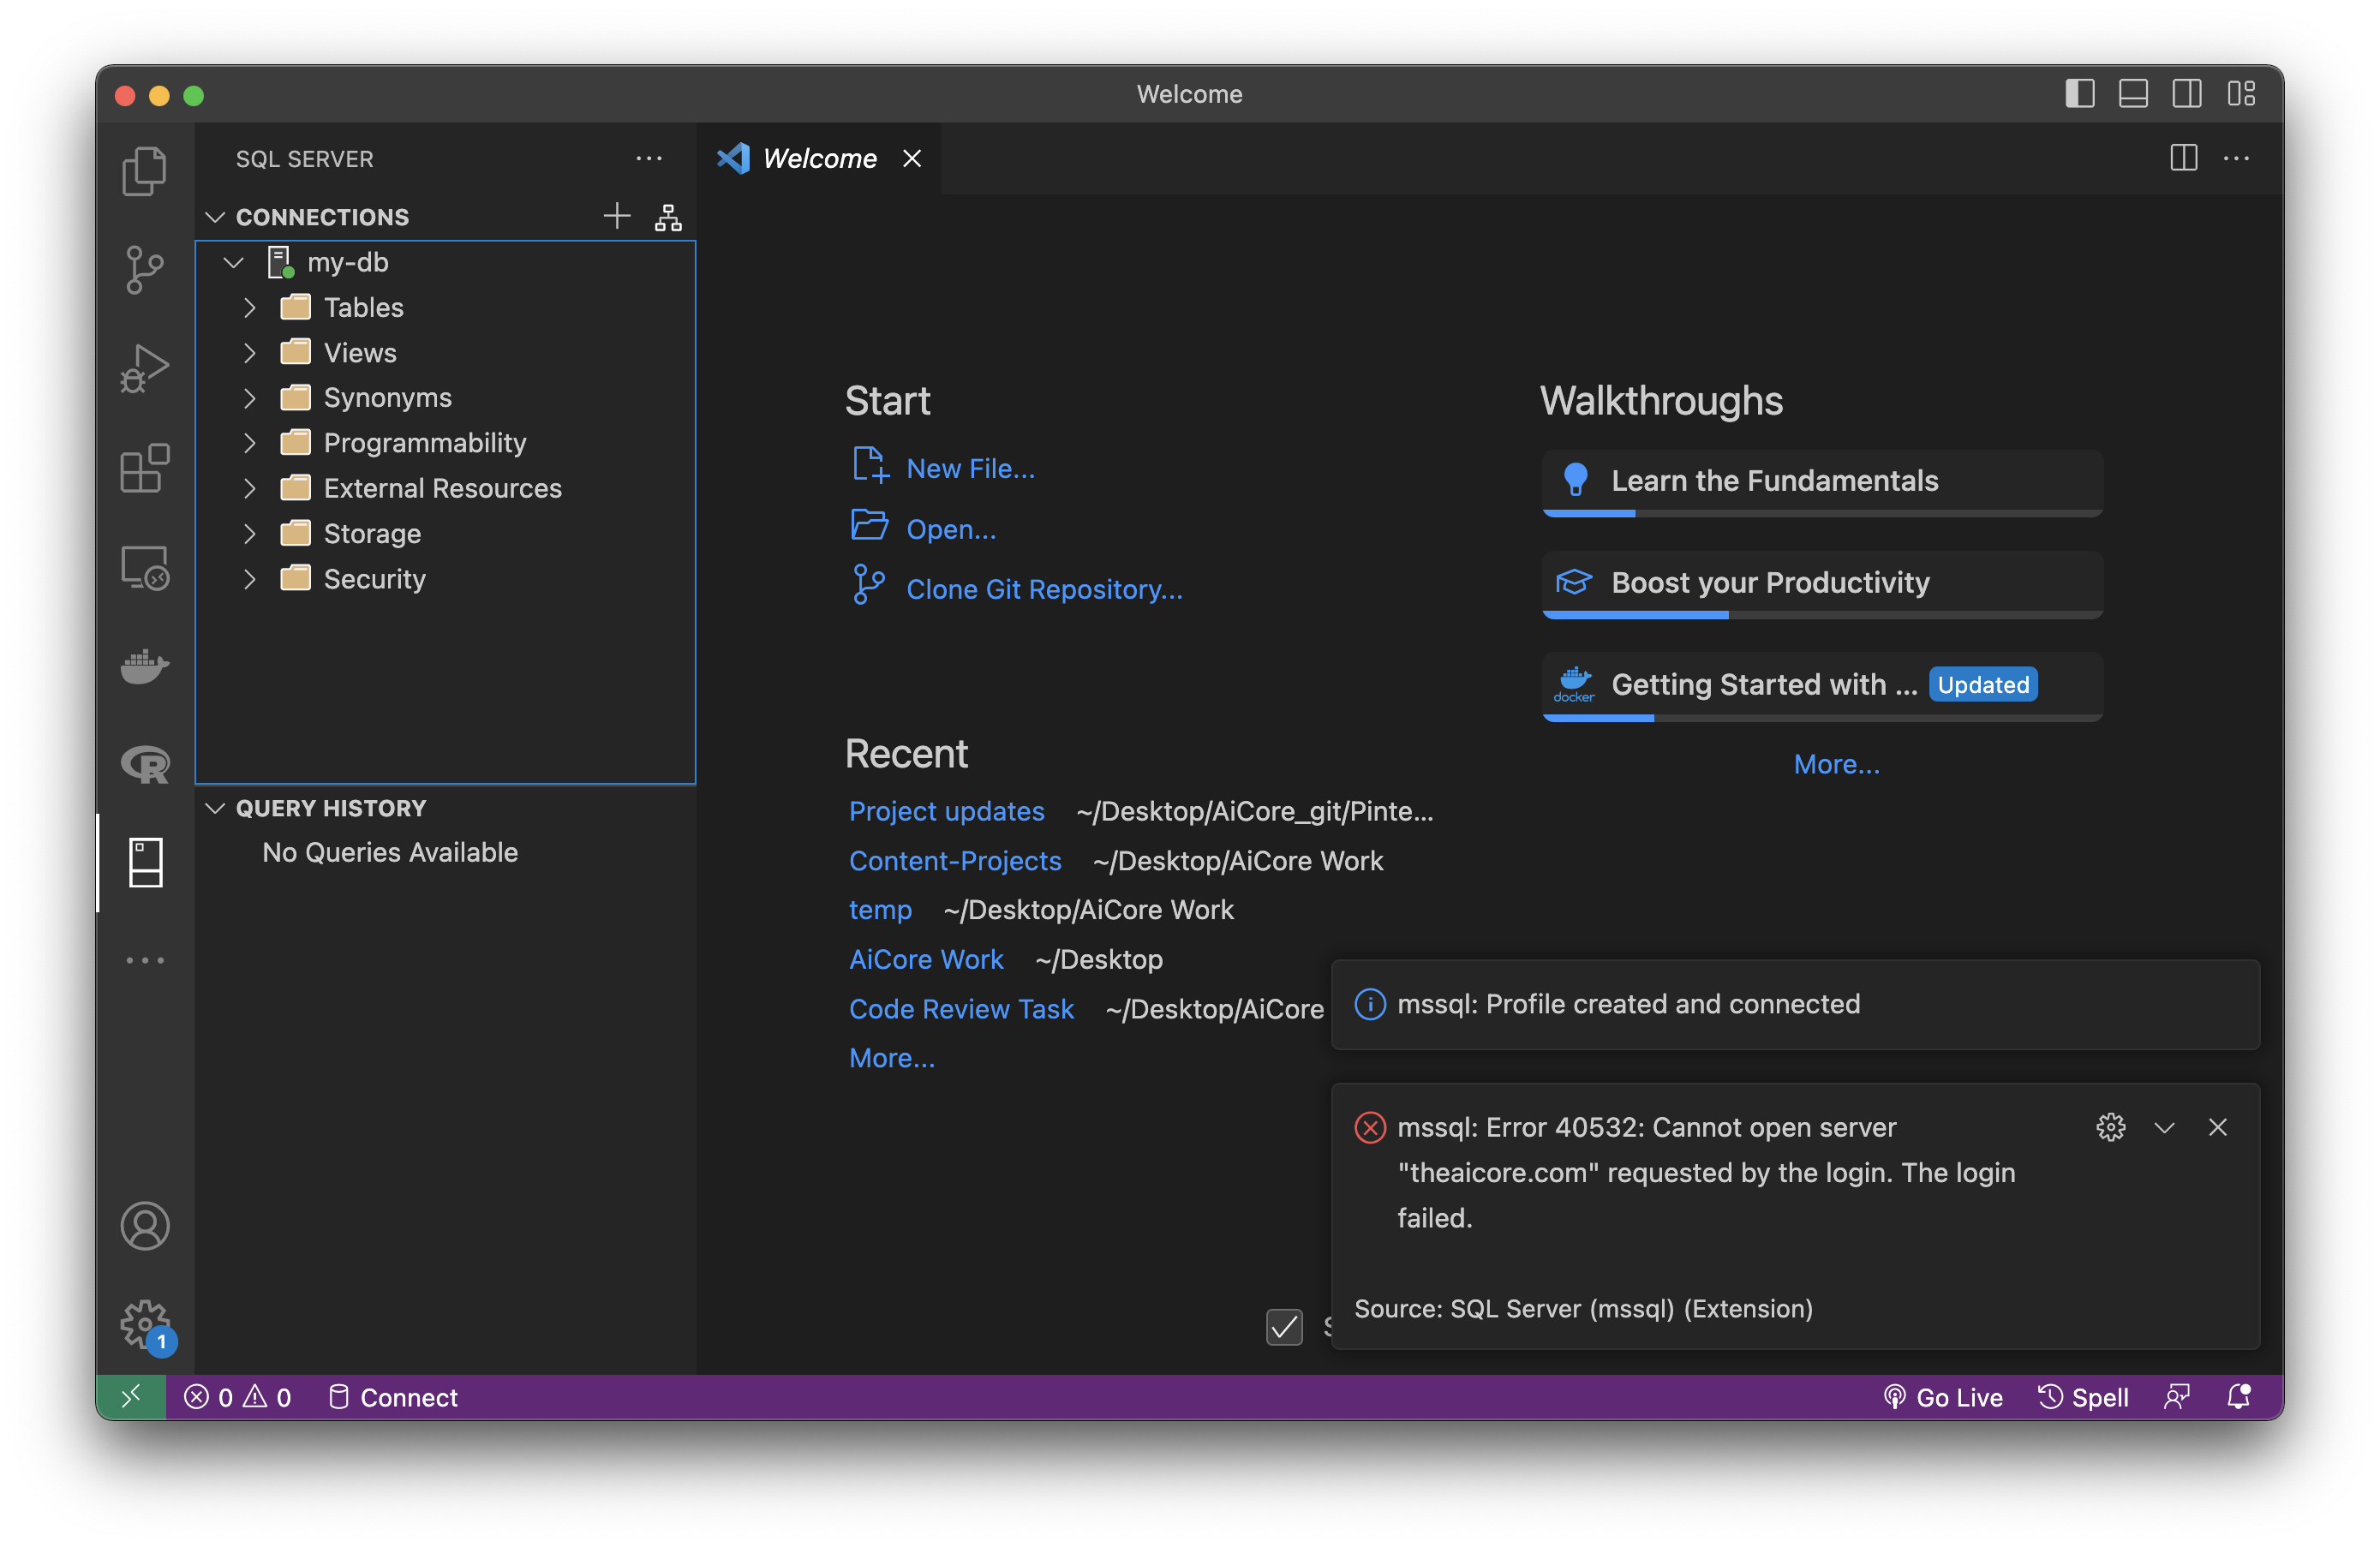 Welcome
SQL SERVER
CONNECTIONS
my-db
Tables
Views
Synonyms
Programmability
External Resources
Storage
Security
QUERY HISTORY
No Queries Available
Welcome
Start
New File...
Open...
Clone Git Repository...
Recent
Project updates ~/Desktop/AiCore_git/Pinte...
Content-Projects ~/Desktop/AiCore Work
temp ~/Desktop/AiCore Work
AiCore Work ~/Desktop
Code Review Task ~/Desktop/AiCore
More...
Walkthroughs
Learn the Fundamentals
Boost your Productivity
docker
Getting Started with ... Updated
More...
mssql: Profile created and connected
mssql: Error 40532: Cannot open server
"theaicore.com" requested by the login. The login
failed.
Source: SQL Server (mssql) (Extension)
1
0 0 Connect
Go Live Spell